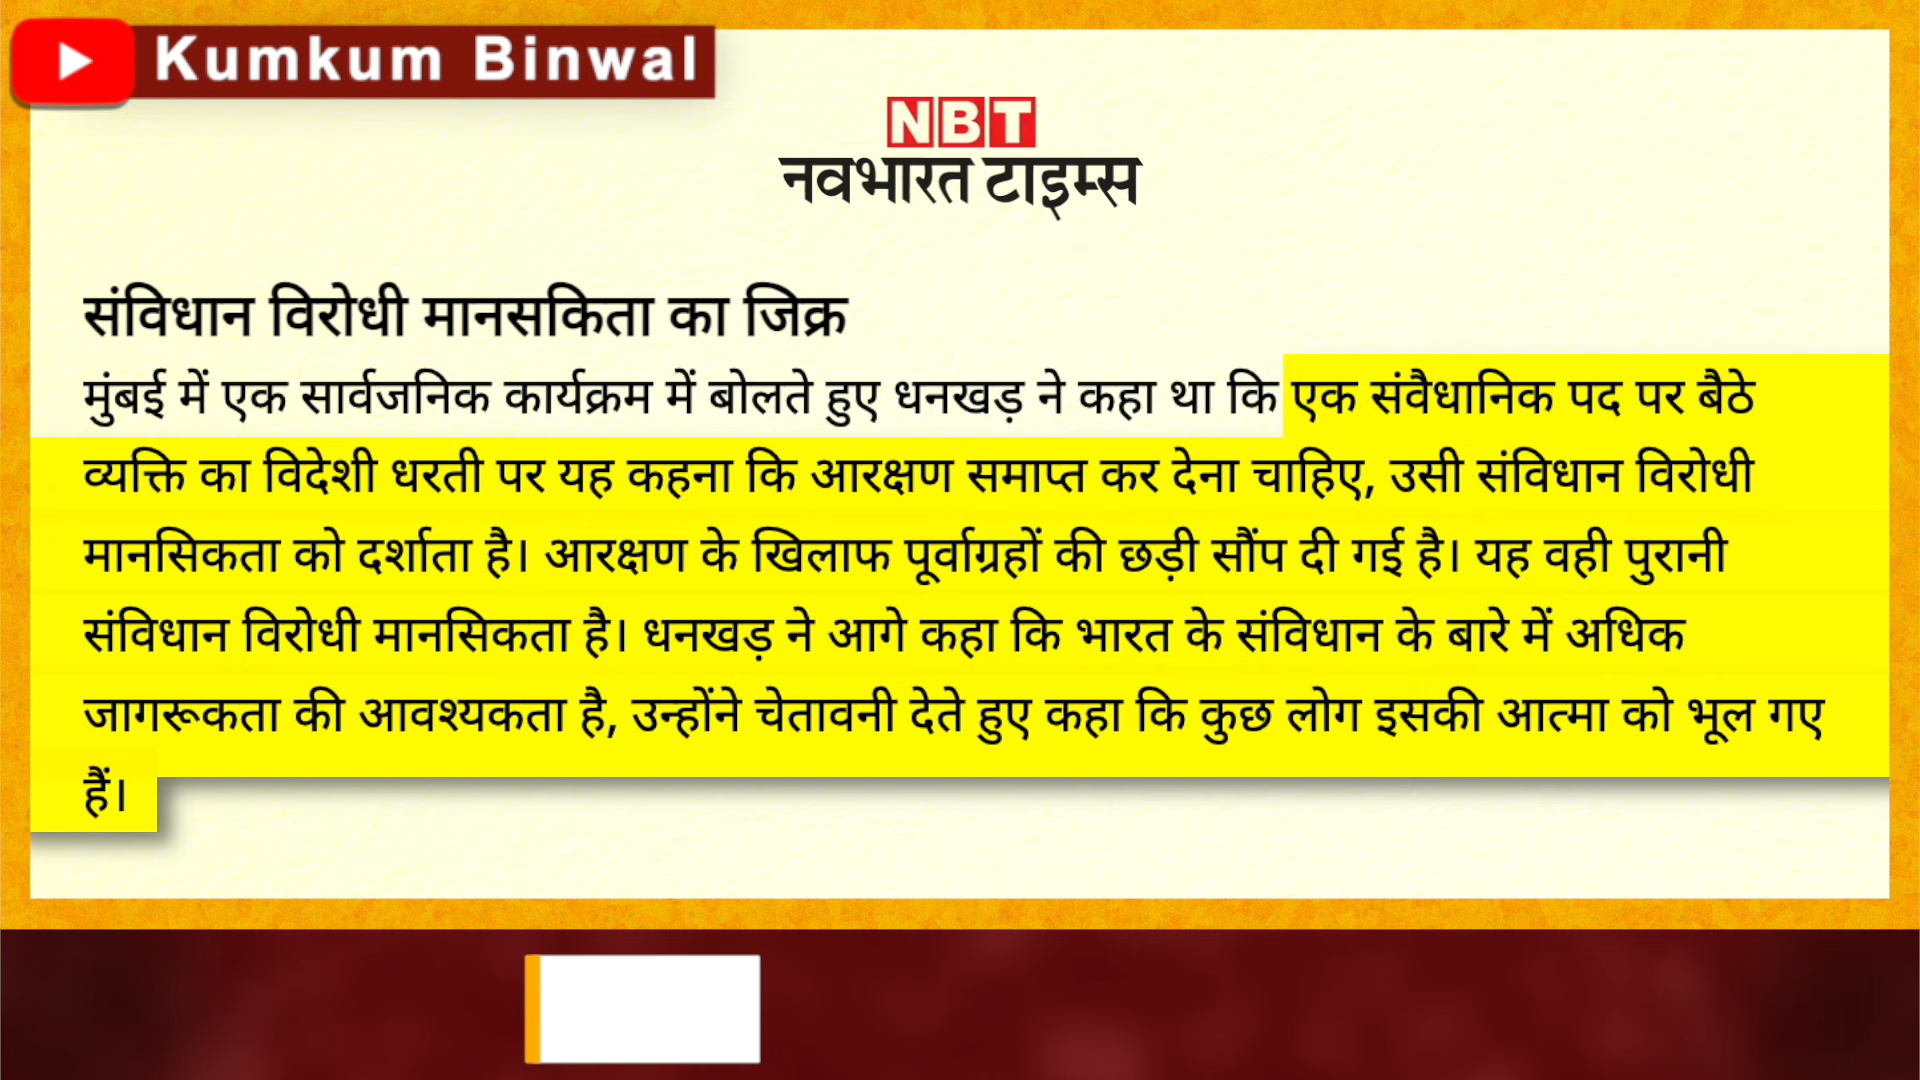 Kumkum Binwal
NBT
नवभारत टाइम्स
संविधान विरोधी मानसकिता का जिक्र
मुंबई में एक सार्वजनिक कार्यक्रम में बोलते हुए धनखड़ ने कहा था कि एक संवैधानिक पद पर बैठे
व्यक्ति का विदेशी धरती पर यह कहना कि आरक्षण समाप्त कर देना चाहिए, उसी संविधान विरोधी
मानसिकता को दर्शाता है। आरक्षण के खिलाफ पूर्वाग्रहों की छड़ी सौंप दी गई है। यह वही पुरानी
संविधान विरोधी मानसिकता है। धनखड़ ने आगे कहा कि भारत के संविधान के बारे में अधिक
जागरूकता की आवश्यकता है, उन्होंने चेतावनी देते हुए कहा कि कुछ लोग इसकी आत्मा को भूल गए
हैं।